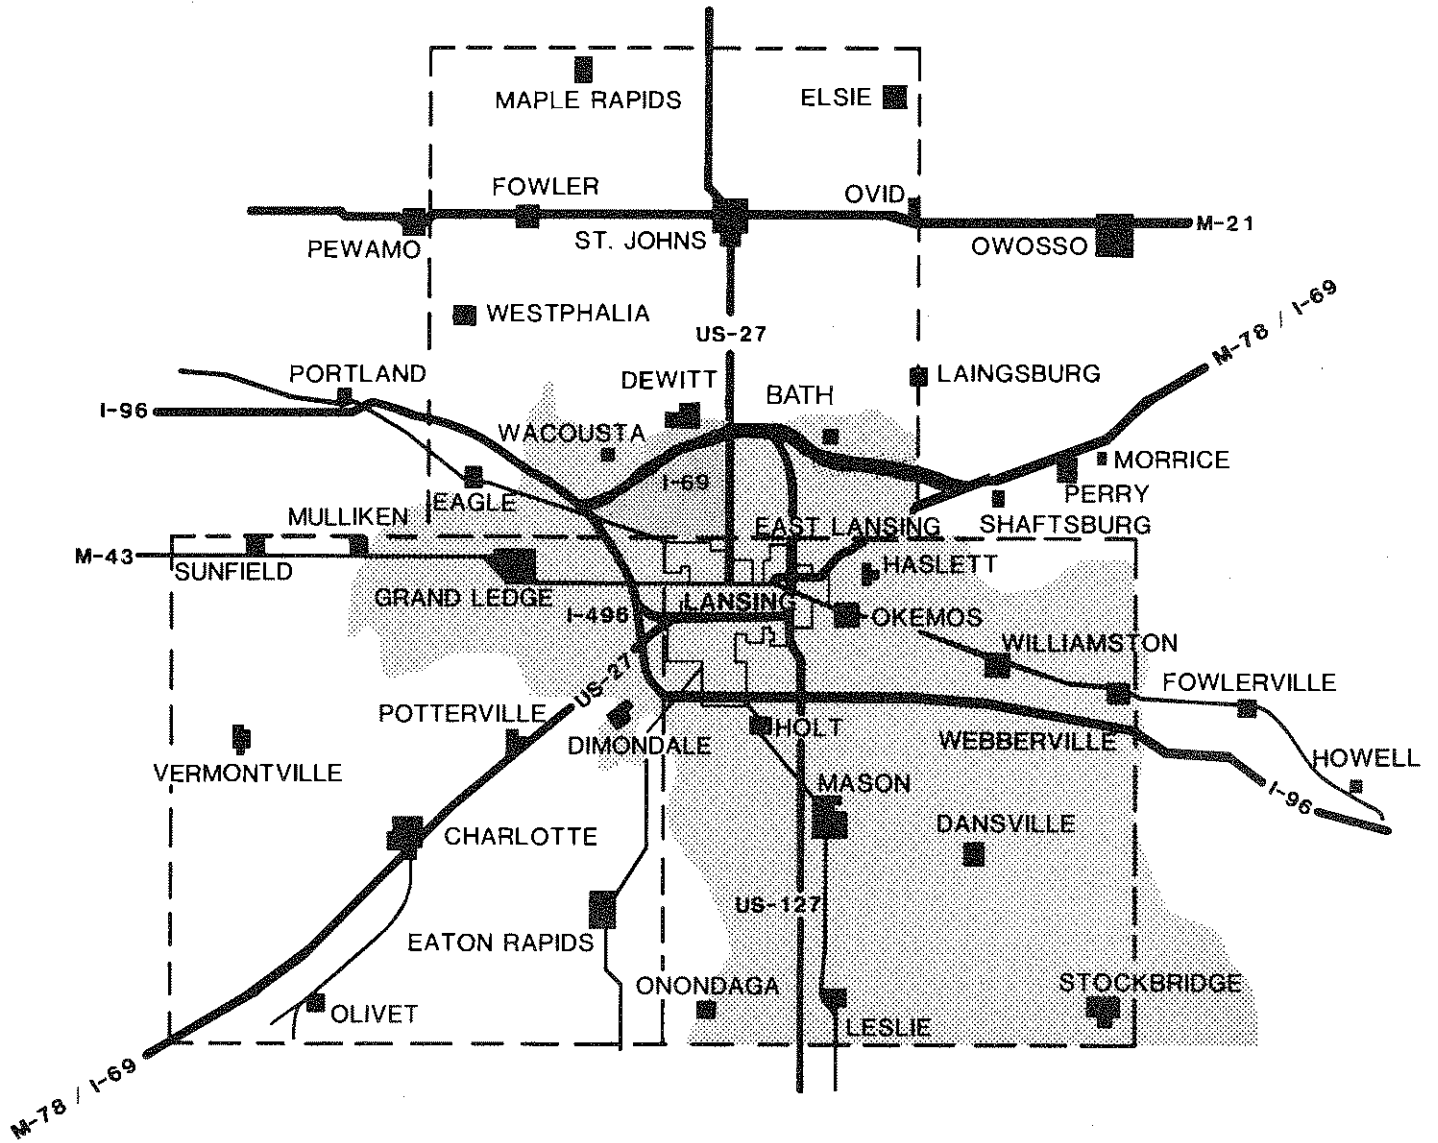 MAPLE RAPIDS
ELSIE
FOWLER
OVID
PEWAMO
ST. JOHNS
OWOSSO
M-21
WESTPHALIA
US-27
M-78 / I-69
PORTLAND
DEWITT
BATH
LAINGSBURG
I-96
WACOUSTA
MORRICE
I-69
EAGLE
PERRY
MULLIKEN
EAST LANSING
SHAFTSBURG
M-43
SUNFIELD
HASLETT
GRAND LEDGE
LANSING
I-496
OKEMOS
WILLIAMSTON
US-27
FOWLERVILLE
POTTERVILLE
DIMONDALE
HOLT
WEBBERVILLE
VERMONTVILLE
HOWELL
MASON
I-96
CHARLOTTE
DANSVILLE
US-127
EATON RAPIDS
ONONDAGA
STOCKBRIDGE
OLIVET
LESLIE
M-78 / I-69